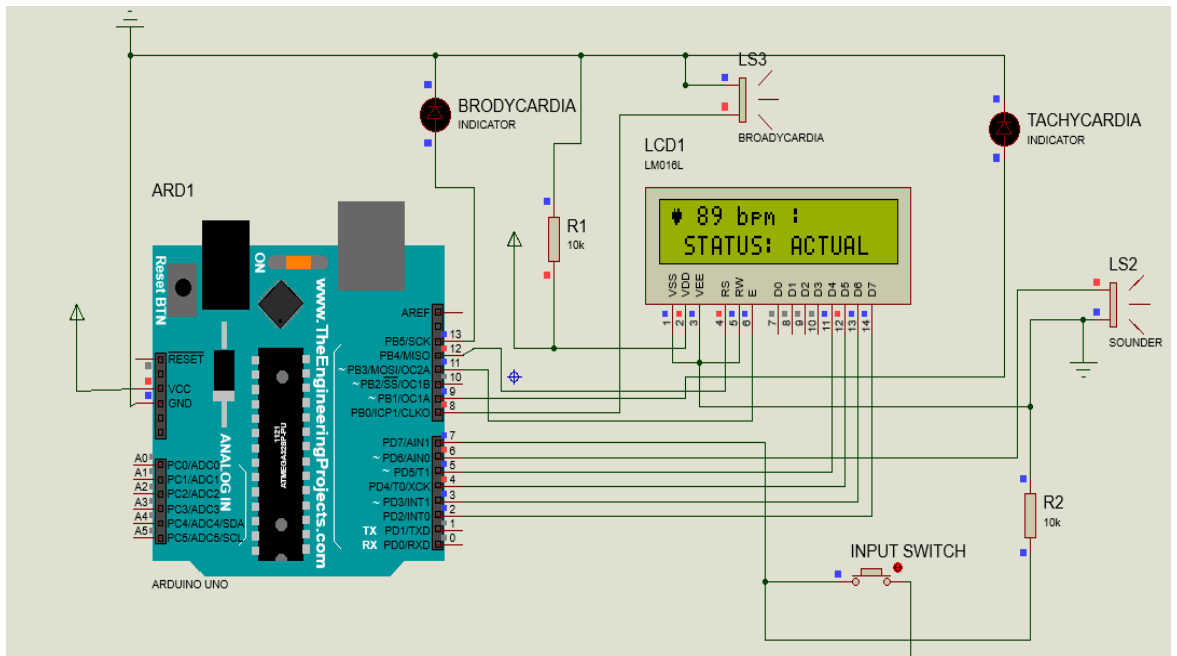 LS3
BRODYCARDIA
INDICATOR
BROADYCARDIA
TACHYCARDIA
INDICATOR
LCD1
LM016L
89 bpm :
STATUS: ACTUAL
VSS VDD VEE RS RW E D0 D1 D2 D3 D4 D5 D6 D7
1 2 3 4 5 6 7 8 9 10 11 12 13 14
R1
10k
LS2
SOUNDER
ARD1
Reset BTN
ON
www.TheEngineeringProjects.com
ANALOG IN
1121
ATMEGA328P-PU
RESET
VCC
GND
A0 PC0/ADC0
A1 PC1/ADC1
A2 PC2/ADC2
A3 PC3/ADC3
A4 PC4/ADC4/SDA
A5 PC5/ADC5/SCL
AREF
PB5/SCK 13
PB4/MISO 12
~ PB3/MOSI/OC2A 11
~ PB2/SS/OC1B 10
~ PB1/OC1A 9
PB0/ICP1/CLKO 8
PD7/AIN1 7
~ PD6/AIN0 6
~ PD5/T1 5
PD4/T0/XCK 4
~ PD3/INT1 3
PD2/INT0 2
TX PD1/TXD 1
RX PD0/RXD 0
ARDUINO UNO
R2
10k
INPUT SWITCH